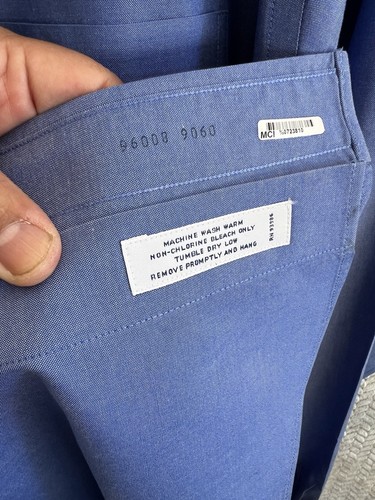 96008 9060
MCI
MACHINE WASH WARM
NON-CHLORINE BLEACH ONLY
TUMBLE DRY LOW
REMOVE PROMPTLY AND HANG